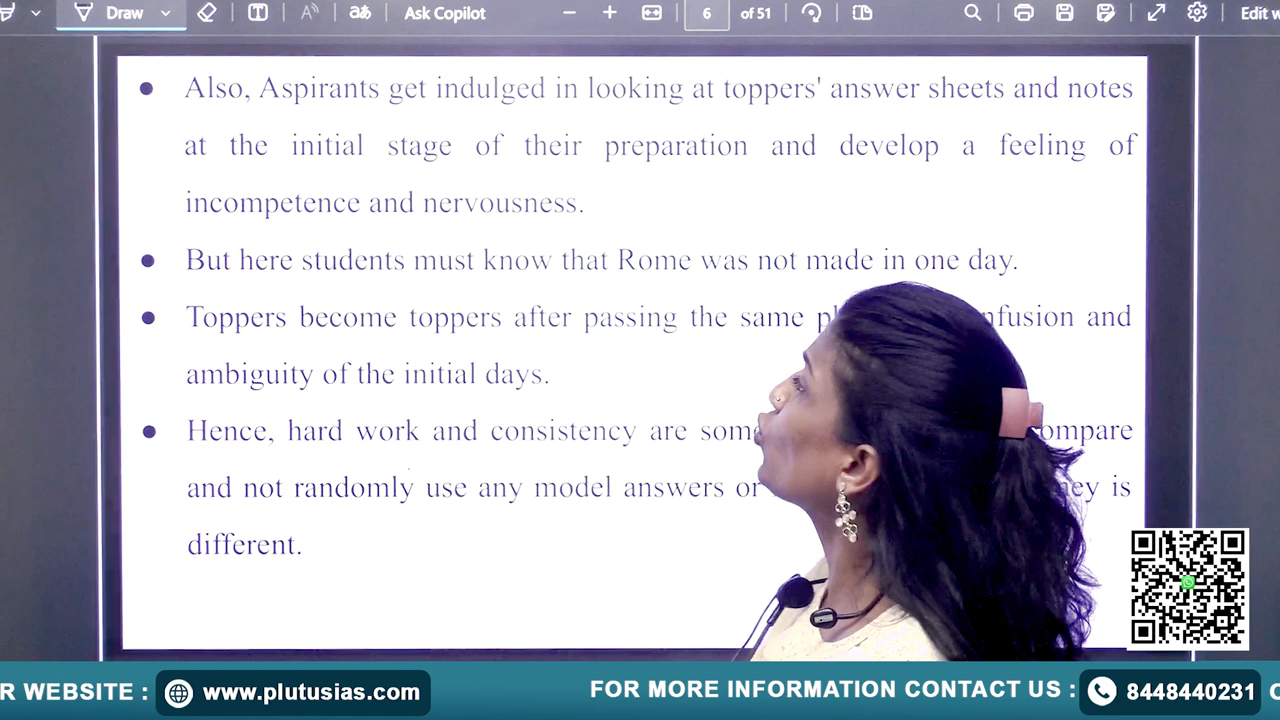 Draw
Ask Copilot
6 of 51
Edit
• Also, Aspirants get indulged in looking at toppers' answer sheets and notes
at the initial stage of their preparation and develop a feeling of
incompetence and nervousness.
• But here students must know that Rome was not made in one day.
• Toppers become toppers after passing the same and
ambiguity of the initial days.
• Hence, hard work and consistency are
and not randomly use any model answers or is
different.
R WEBSITE : www.plutusias.com
FOR MORE INFORMATION CONTACT US : 8448440231